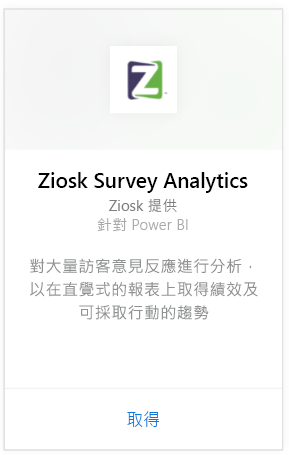 Z
Ziosk Survey Analytics
Ziosk 提供
針對 Power BI
對大量訪客意見反應進行分析，
以在直覺式的報表上取得績效及
可採取行動的趨勢
取得